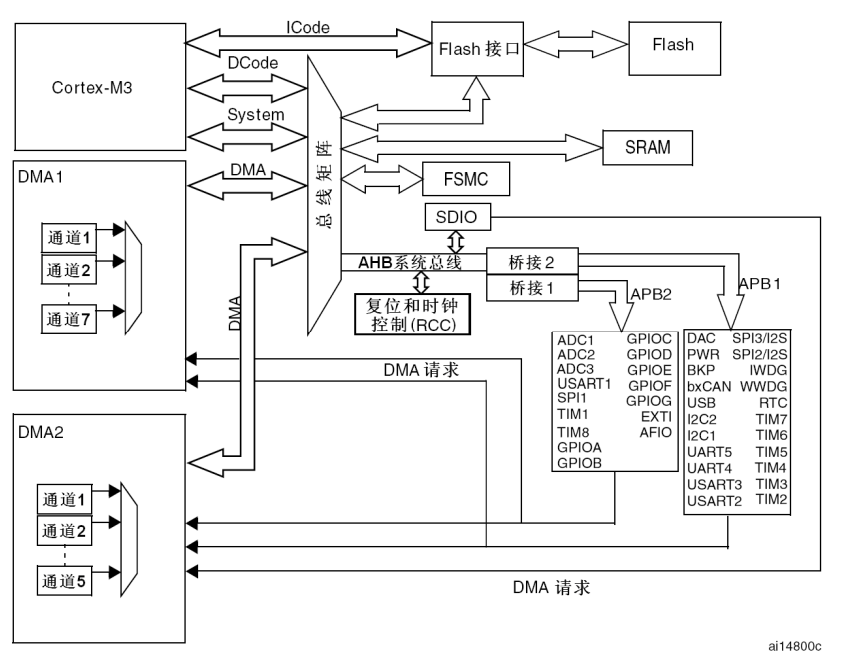 ICode
Cortex-M3
Flash 接口
Flash
DCode
System
总线矩阵
SRAM
DMA1
DMA
FSMC
通道1
通道2
通道7
SDIO
AHB系统总线
桥接 2
桥接 1
复位和时钟
控制(RCC)
APB2
APB1
DMA
DMA 请求
ADC1 GPIOC
ADC2 GPIOD
ADC3 GPIOE
USART1 GPIOF
SPI1 GPIOG
TIM1 EXTI
TIM8 AFIO
GPIOA
GPIOB
DAC SPI3/I2S
PWR SPI2/I2S
BKP IWDG
bxCAN WWDG
USB RTC
I2C2 TIM7
I2C1 TIM6
UART5 TIM5
UART4 TIM4
USART3 TIM3
USART2 TIM2
DMA2
通道1
通道2
通道5
DMA 请求
ai14800c